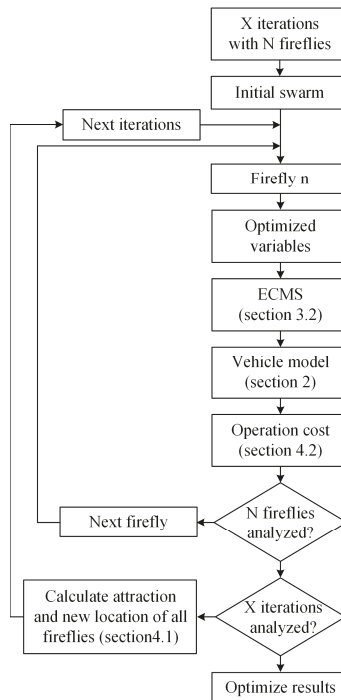 X iterations
with N fireflies
Initial swarm
Next iterations
Firefly n
Optimized
variables
ECMS
(section 3.2)
Vehicle model
(section 2)
Operation cost
(section 4.2)
N fireflies
analyzed?
Next firefly
X iterations
analyzed?
Calculate attraction
and new location of all
fireflies (section4.1)
Optimize results